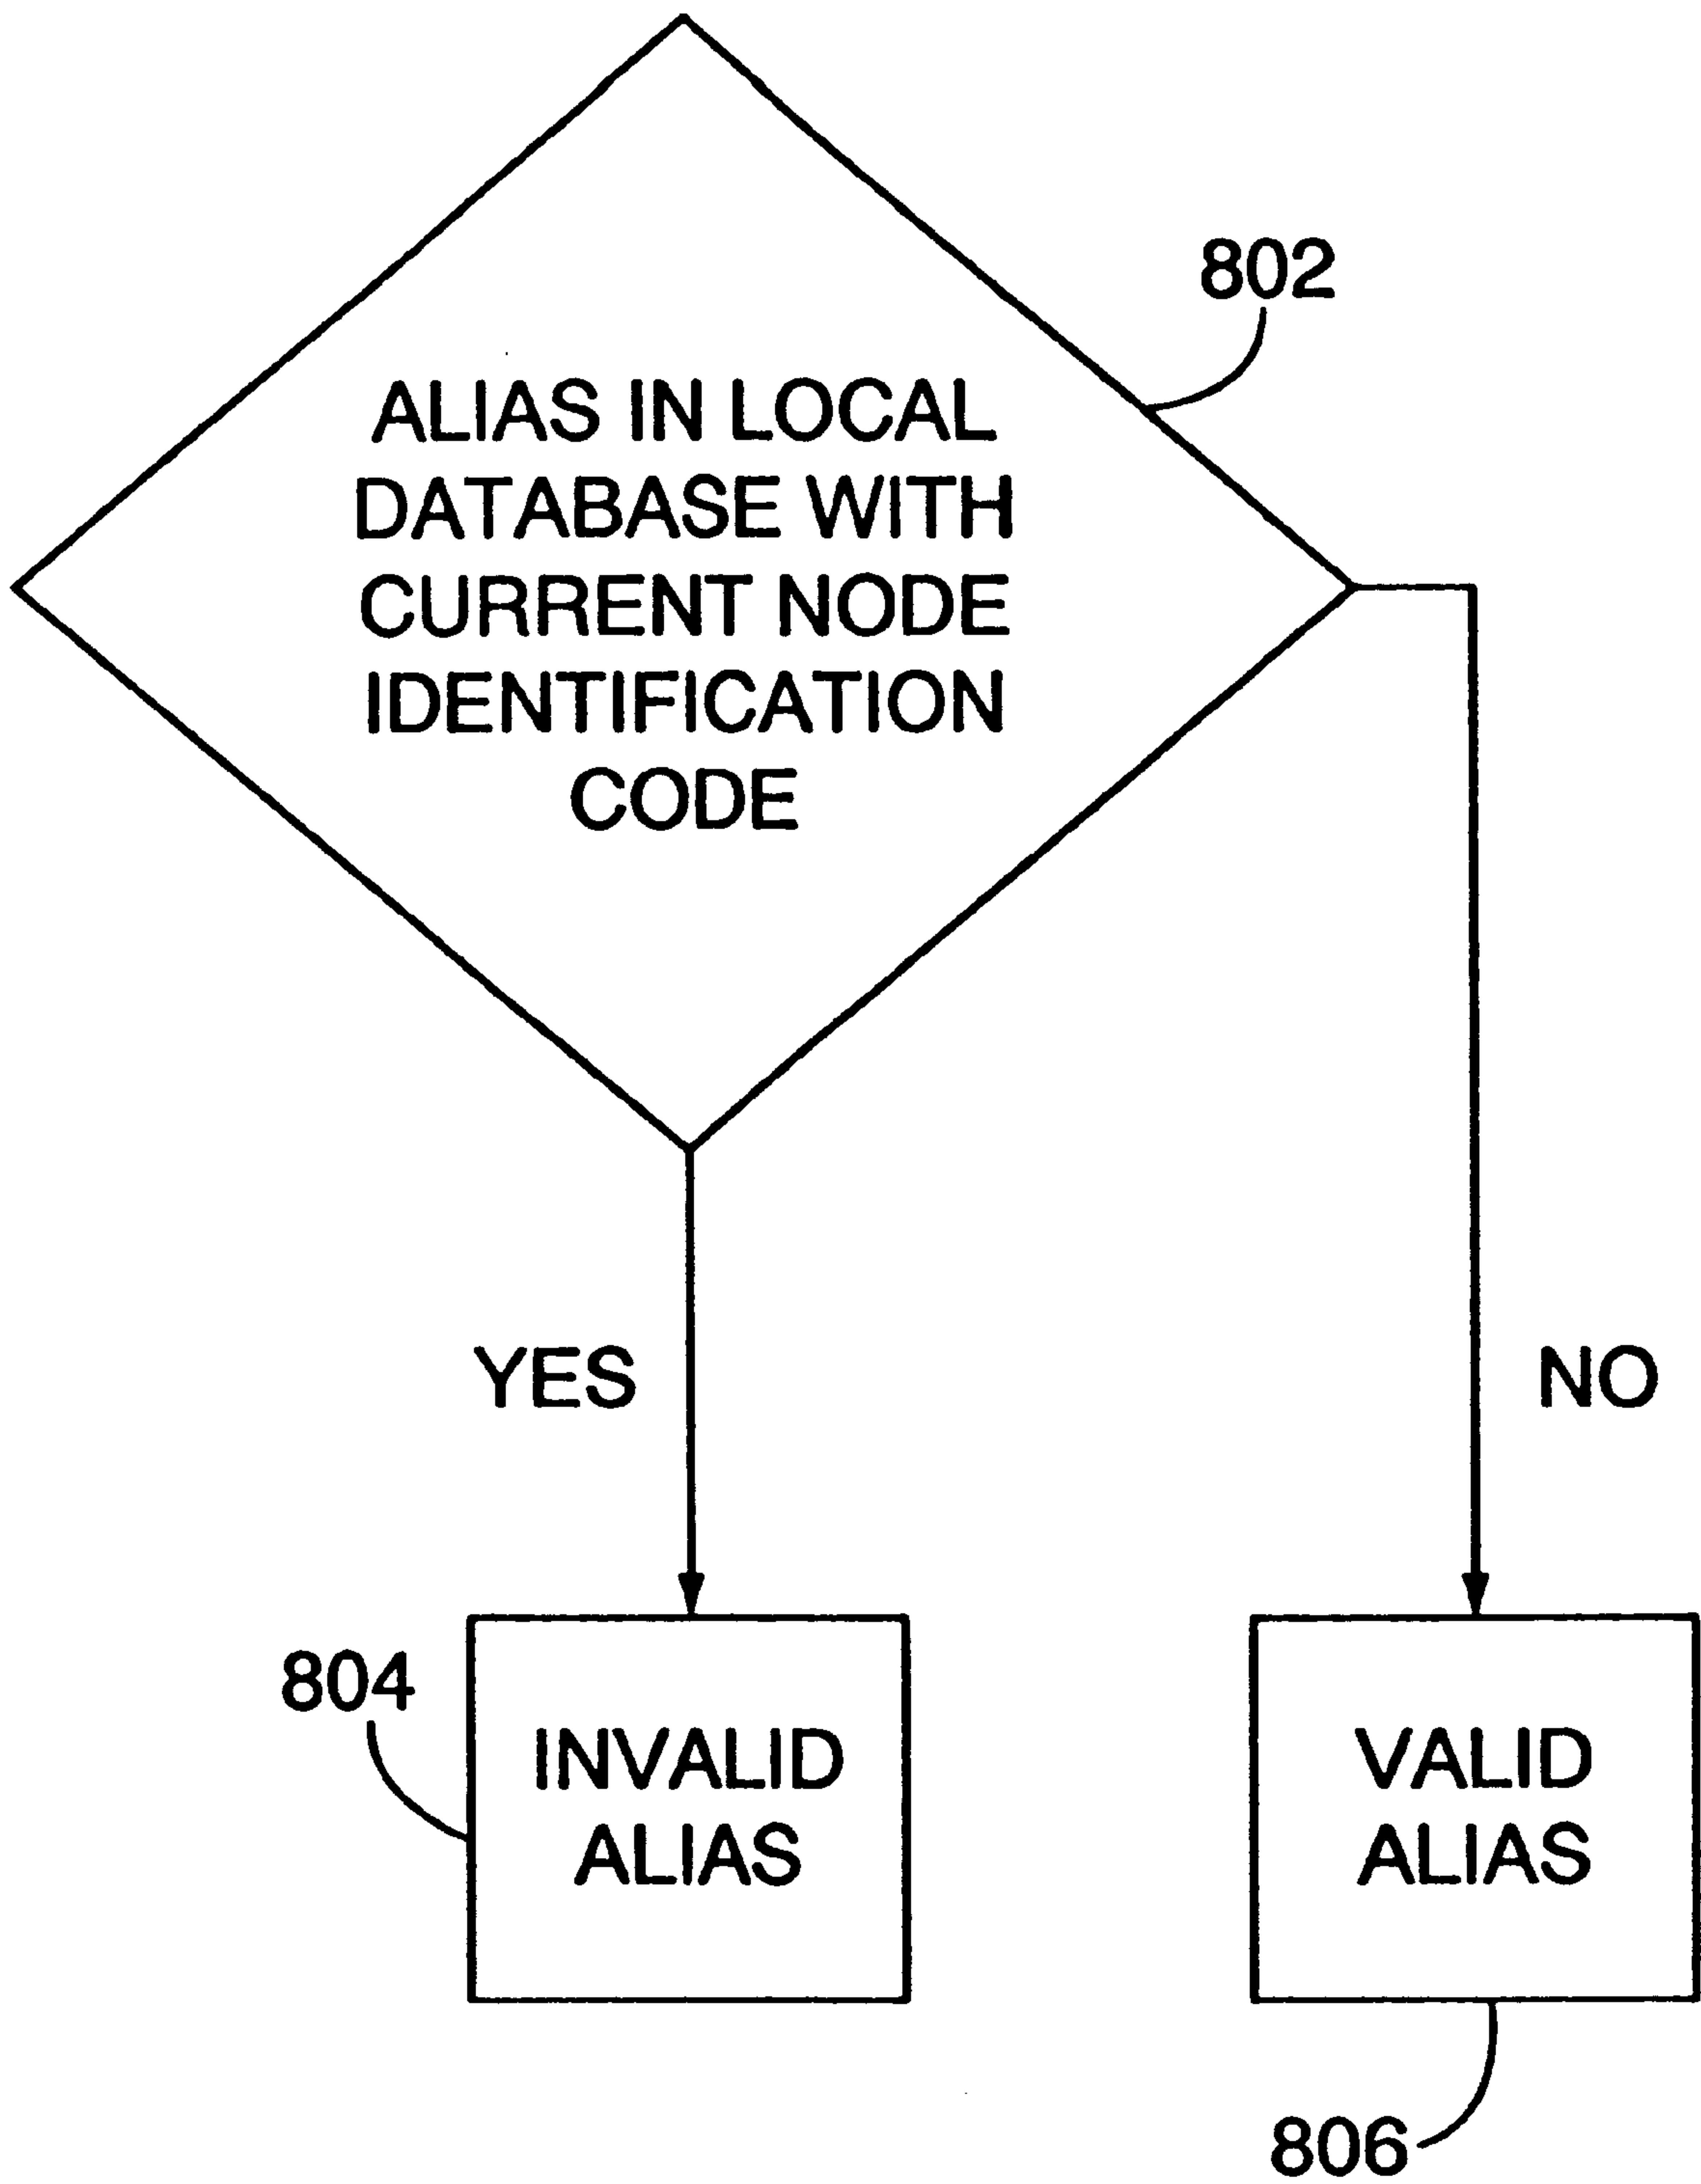 802
ALIAS IN LOCAL
DATABASE WITH
CURRENT NODE
IDENTIFICATION
CODE
YES
NO
804
INVALID
ALIAS
VALID
ALIAS
806